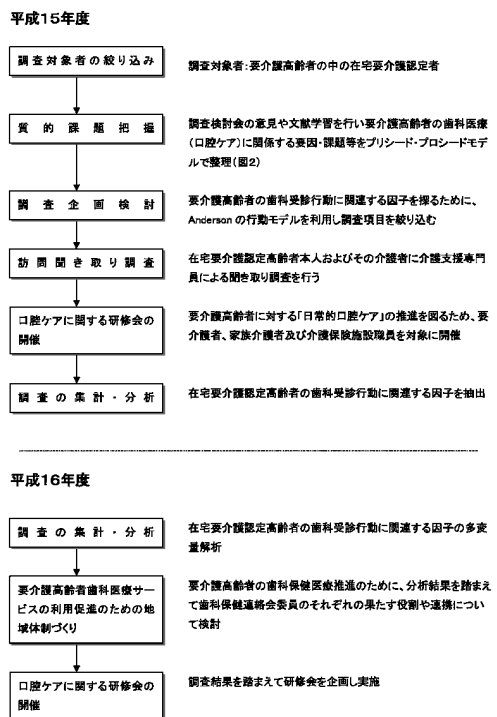 平成15年度
調査対象者の絞り込み
調査対象者:要介護高齢者の中の在宅要介護認定者
質的課題把握
調査検討会の意見や文献学習を行い要介護高齢者の歯科医療
(口腔ケア)に関係する要因・課題等をプリシード・プロシードモデ
ルで整理(図2)
調査企画検討
要介護高齢者の歯科受診行動に関連する因子を探るために、
Andersonの行動モデルを利用し調査項目を絞り込む
訪問聞き取り調査
在宅要介護認定高齢者本人およびその介護者に介護支援専門
員による聞き取り調査を行う
口腔ケアに関する研修会の
開催
要介護高齢者に対する「日常的口腔ケア」の推進を図るため、要
介護者、家族介護者及び介護保険施設職員を対象に開催
調査の集計・分析
在宅要介護認定高齢者の歯科受診行動に関連する因子を抽出
平成16年度
調査の集計・分析
在宅要介護認定高齢者の歯科受診行動に関連する因子の多変
量解析
要介護高齢者歯科医療サー
ビスの利用促進のための地
域体制づくり
要介護高齢者の歯科保健医療推進のために、分析結果を踏まえ
て歯科保健連絡会委員のそれぞれの果たす役割や連携につい
て検討
口腔ケアに関する研修会の
開催
調査結果を踏まえて研修会を企画し実施